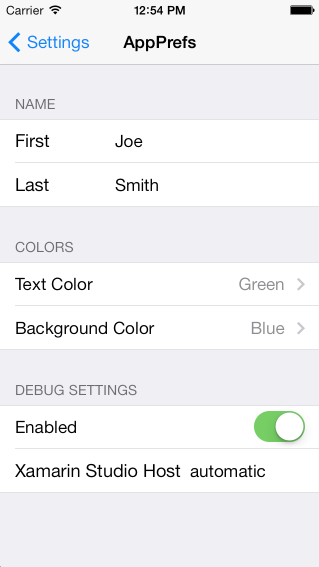 Carrier 12:54 PM
Settings AppPrefs
NAME
First Joe
Last Smith
COLORS
Text Color Green
Background Color Blue
DEBUG SETTINGS
Enabled
Xamarin Studio Host automatic